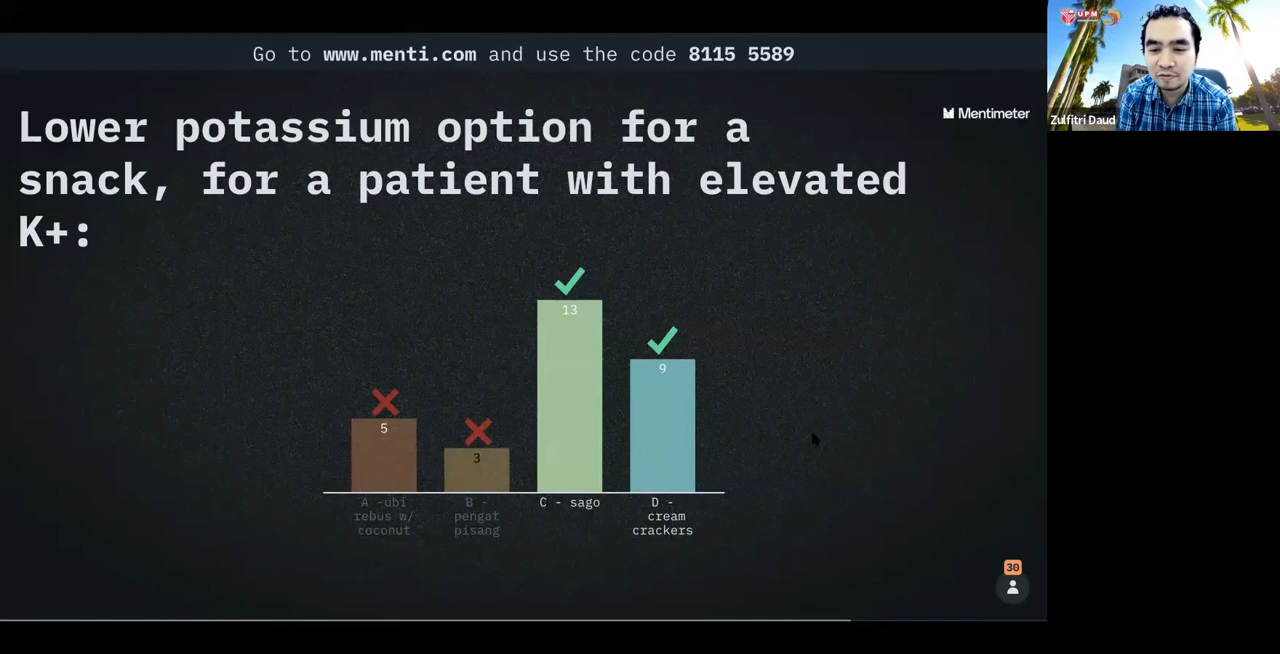 Go to www.menti.com and use the code 8115 5589
UPM
Zulfitri Daud
Mentimeter
Lower potassium option for a
snack, for a patient with elevated
K+:
13
9
5
3
A -ubi
rebus w/
coconut
B -
pengat
pisang
C - sago
D -
cream
crackers
30